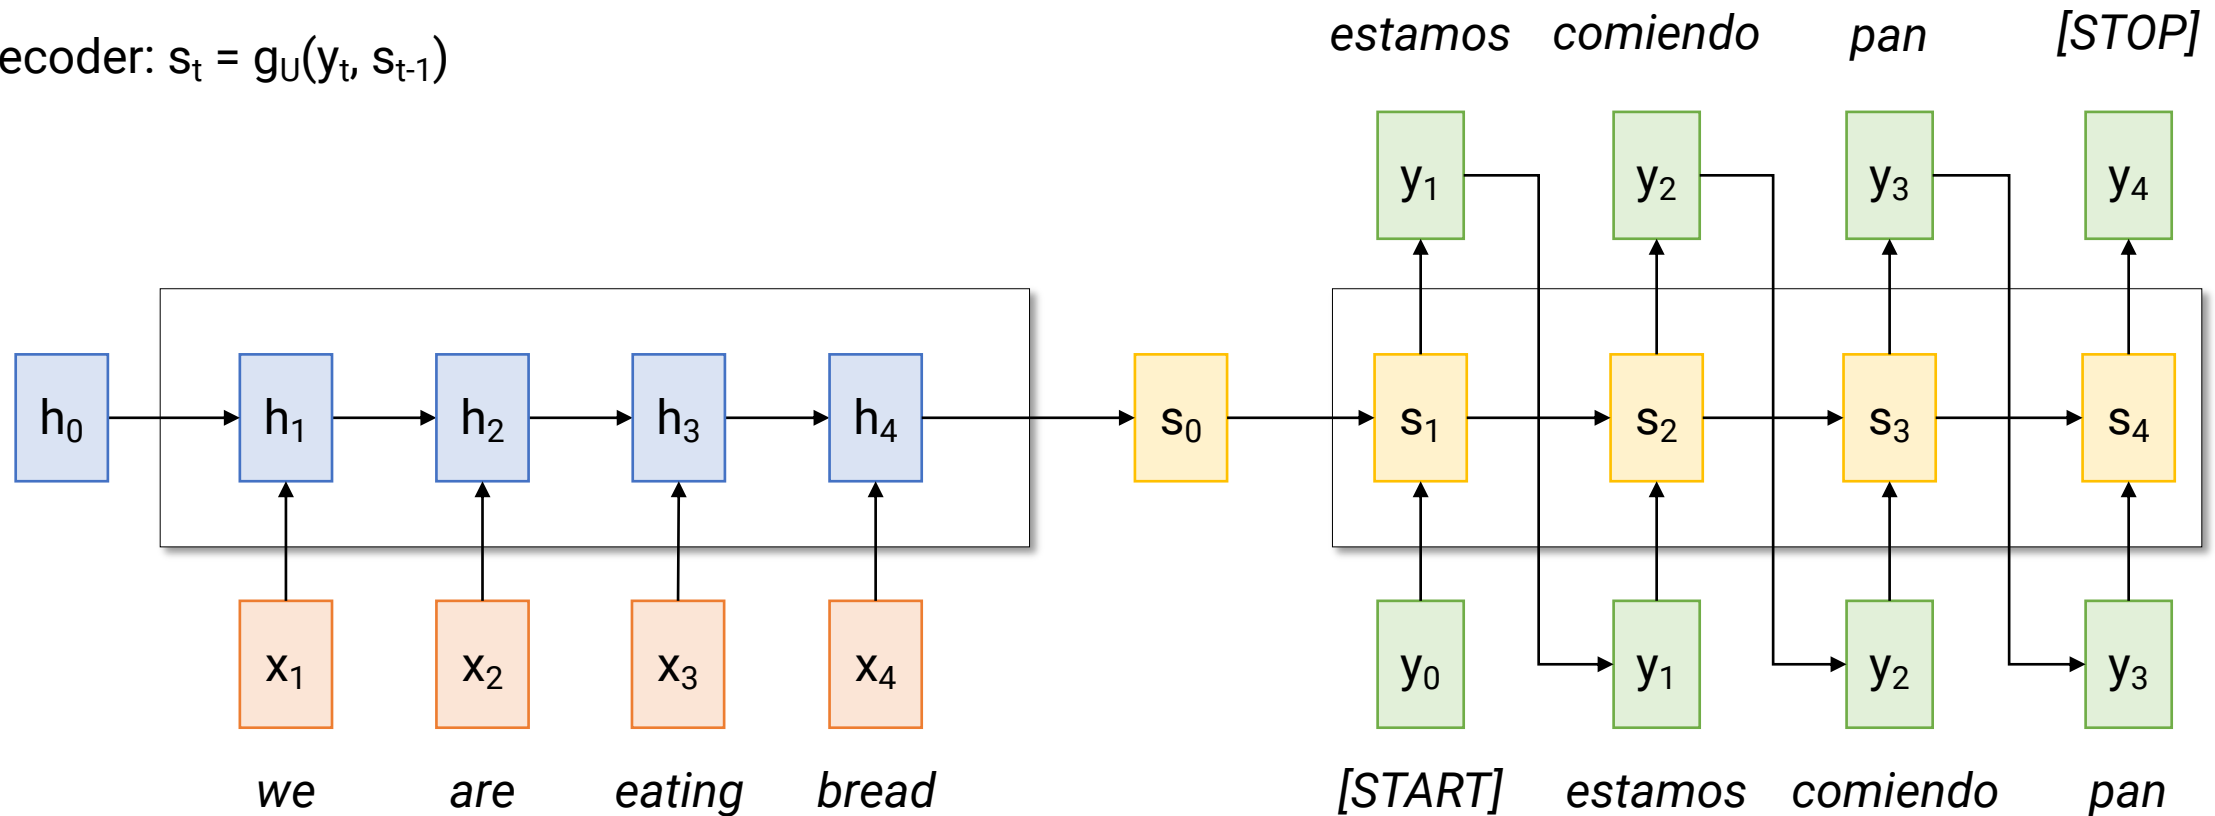 estamos comiendo pan [STOP]
ecoder: sₜ = gᵤ(yₜ, sₜ₋₁)
y₁ y₂ y₃ y₄
h₀ h₁ h₂ h₃ h₄ s₀ s₁ s₂ s₃ s₄
x₁ x₂ x₃ x₄ y₀ y₁ y₂ y₃
we are eating bread [START] estamos comiendo pan